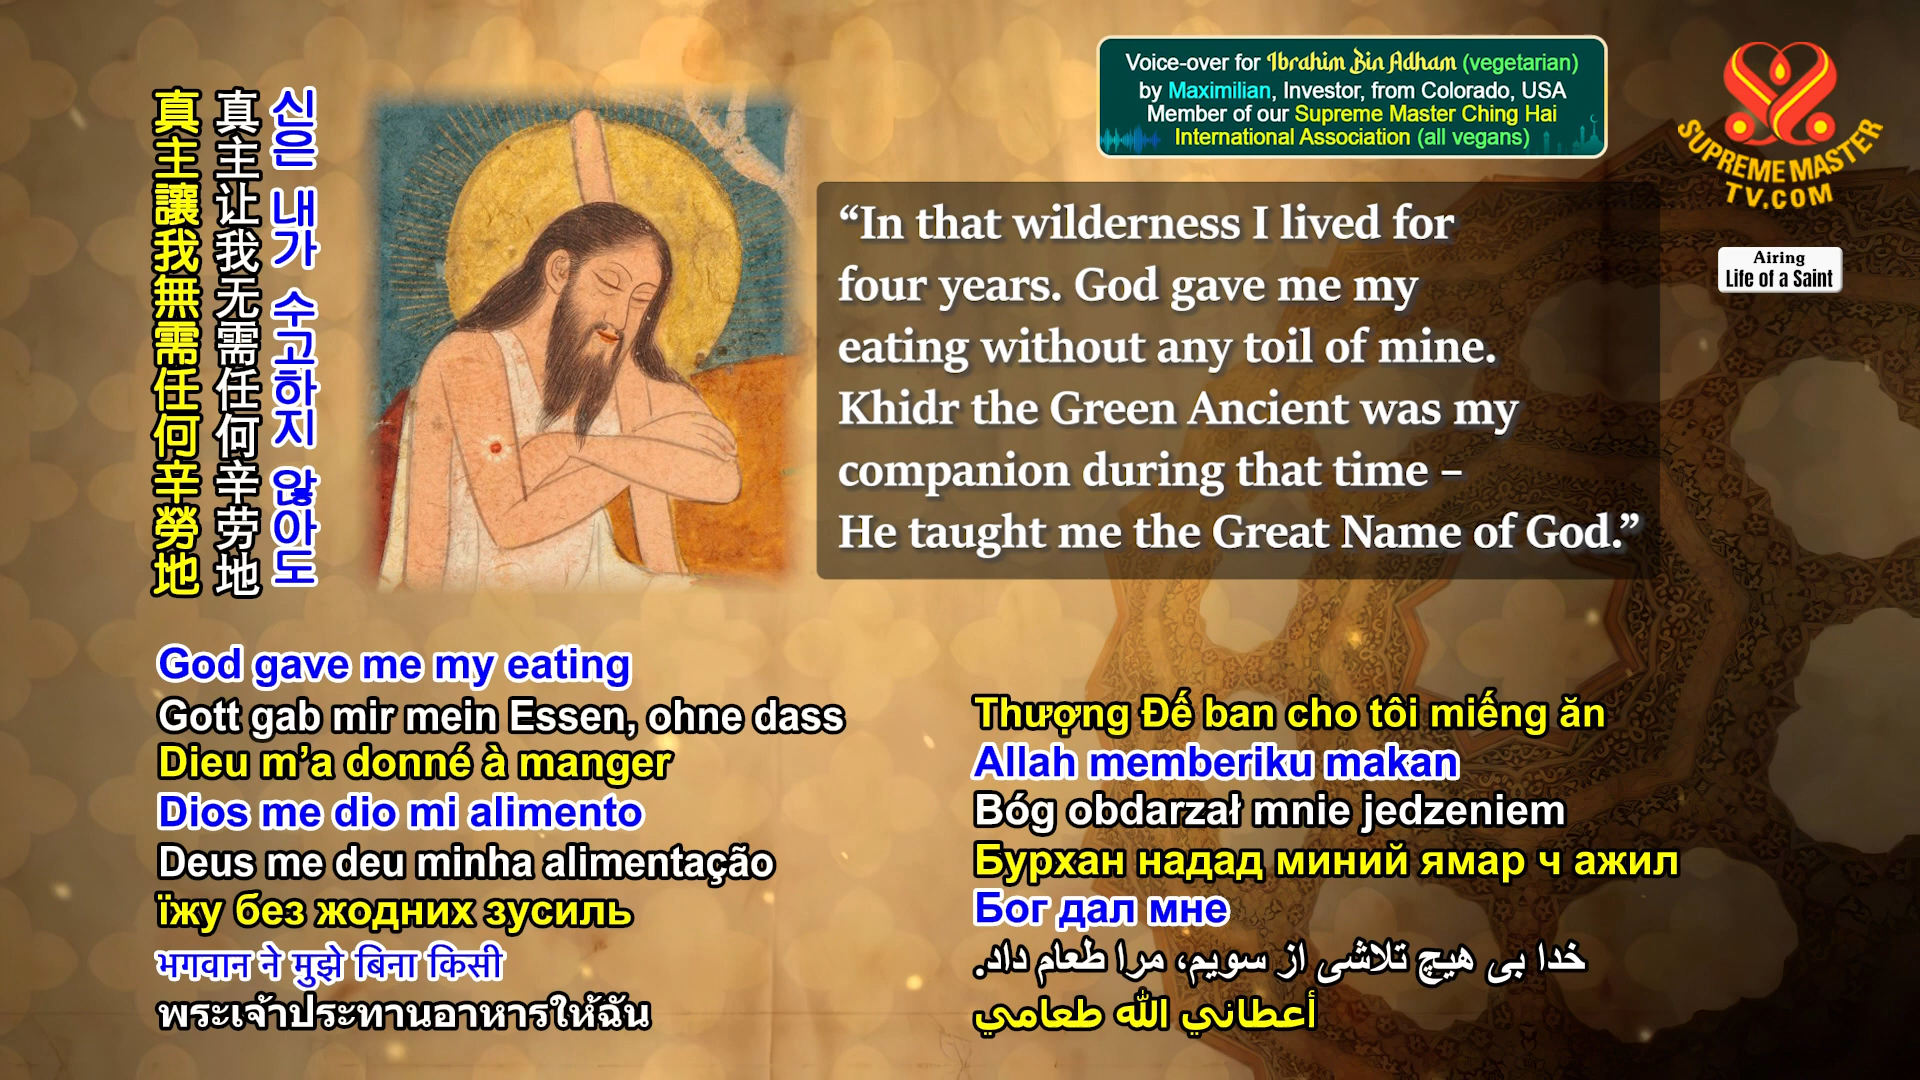 Voice-over for Ibrahim Bin Adham (vegetarian)
by Maximilian, Investor, from Colorado, USA
Member of our Supreme Master Ching Hai
International Association (all vegans)
SUPREME MASTER
TV.COM
Airing
Life of a Saint
“In that wilderness I lived for
four years. God gave me my
eating without any toil of mine.
Khidr the Green Ancient was my
companion during that time –
He taught me the Great Name of God.”
신은 내가 수고하지 않아도
真主让我无需任何辛劳地
真主讓我無需任何辛勞地
God gave me my eating
Gott gab mir mein Essen, ohne dass
Dieu m’a donné à manger
Dios me dio mi alimento
Deus me deu minha alimentação
їжу без жодних зусиль
भगवान ने मुझे बिना किसी
พระเจ้าประทานอาหารให้ฉัน
Thượng Đế ban cho tôi miếng ăn
Allah memberiku makan
Bóg obdarzał mnie jedzeniem
Бурхан надад миний ямар ч ажил
Бог дал мне
خدا بی هیچ تلاشی از سویم، مرا طعام داد.
أعطاني الله طعامي